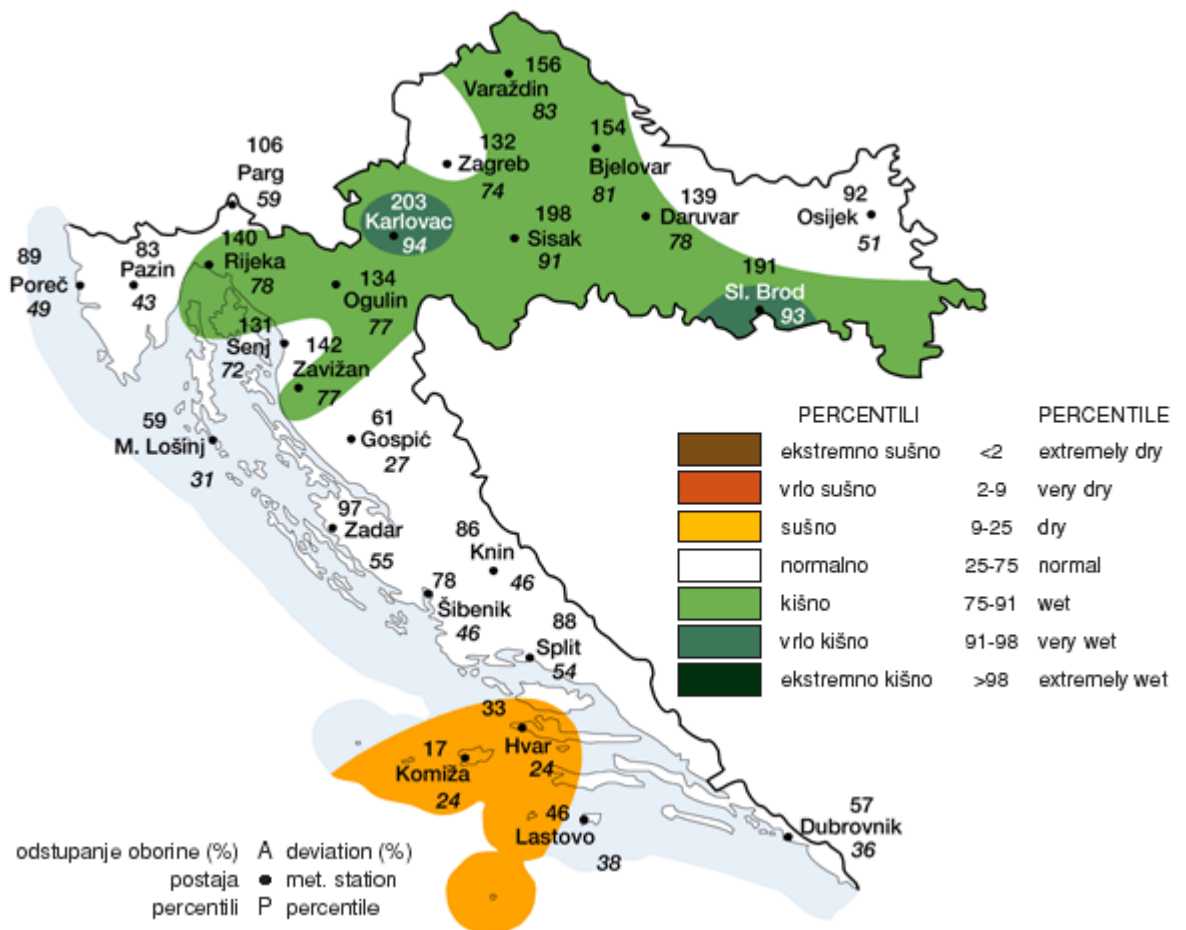 156
Varaždin
83
154
Bjelovar
81
132
Zagreb
74
106
Parg
59
139
Daruvar
78
92
Osijek
51
203
Karlovac
94
198
Sisak
91
140
Rijeka
78
89
Poreč
49
83
Pazin
43
134
Ogulin
77
191
Sl. Brod
93
131
Senj
72
142
Zavižan
77
59
M. Lošinj
31
61
Gospić
27
97
Zadar
55
86
Knin
46
78
Šibenik
46
88
Split
54
33
Hvar
24
17
Komiža
24
46
Lastovo
38
57
Dubrovnik
36
PERCENTILI PERCENTILE
ekstremno sušno <2 extremely dry
vrlo sušno 2-9 very dry
sušno 9-25 dry
normalno 25-75 normal
kišno 75-91 wet
vrlo kišno 91-98 very wet
ekstremno kišno >98 extremely wet
odstupanje oborine (%) A deviation (%)
postaja met. station
percentili P percentile